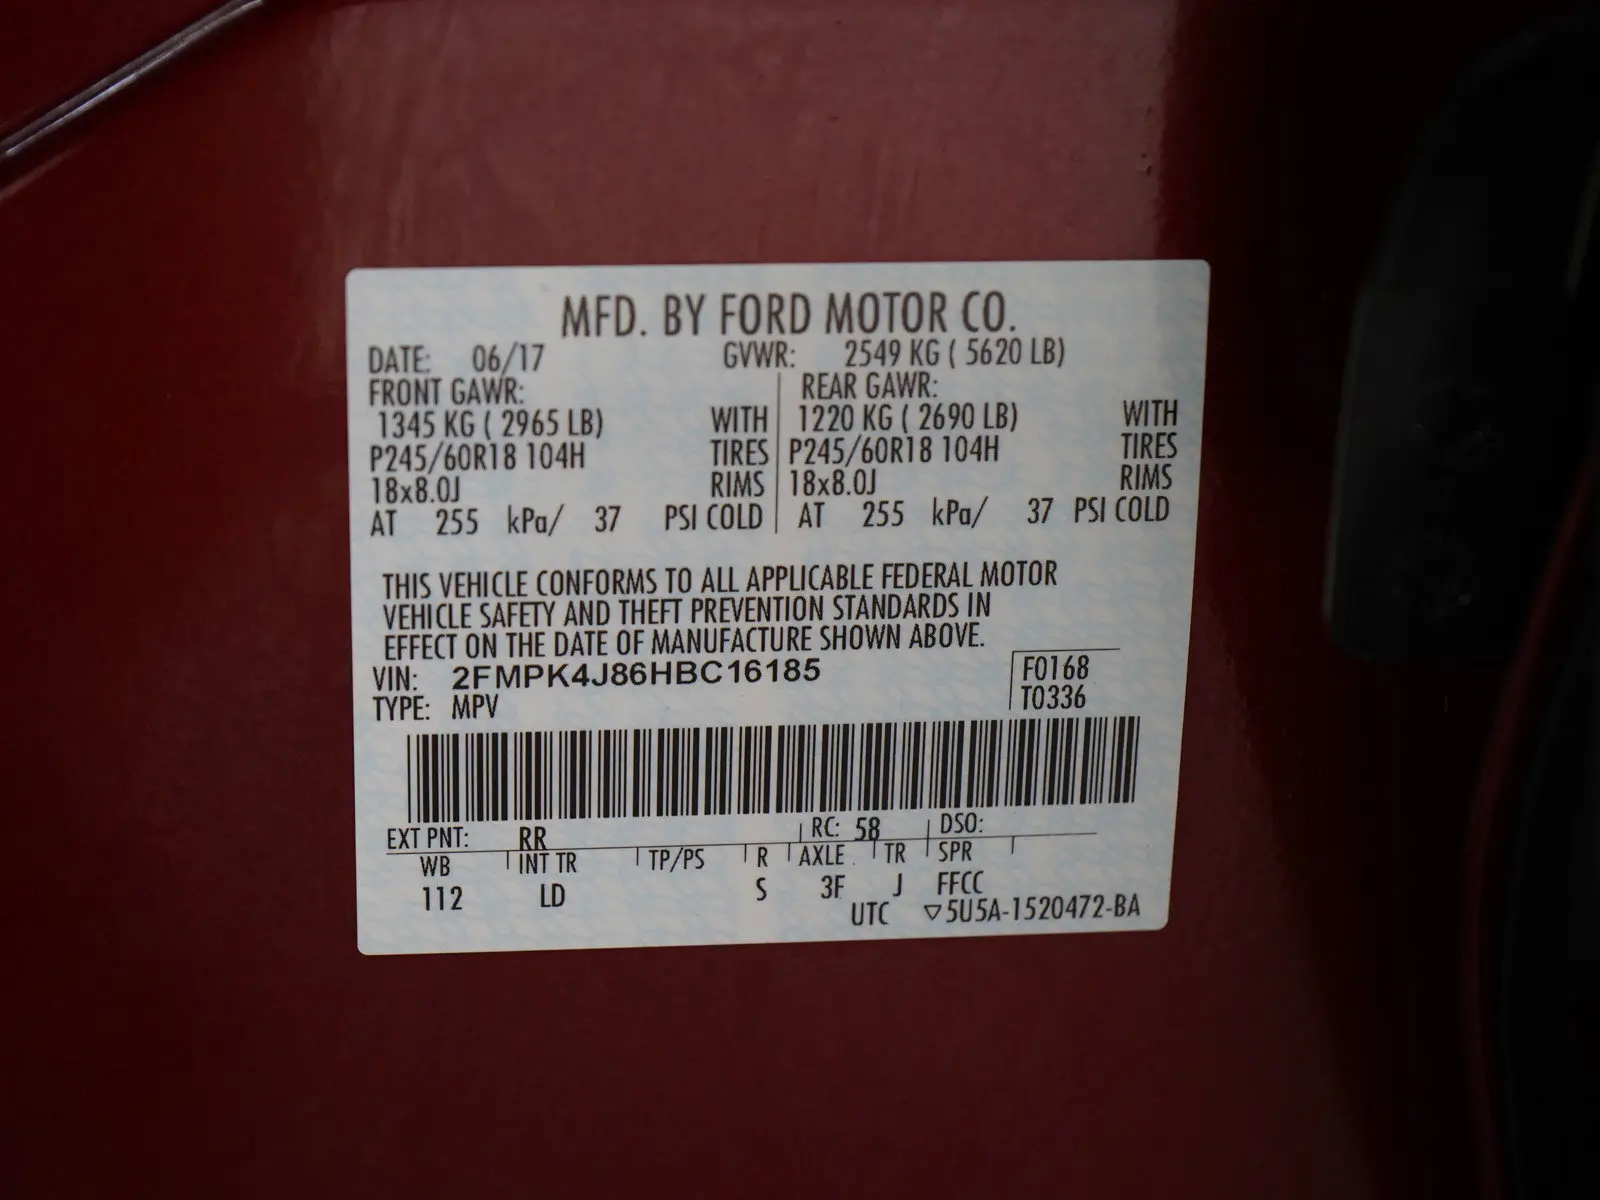 MFD. BY FORD MOTOR CO.
DATE: 06/17 GVWR: 2549 KG ( 5620 LB)
FRONT GAWR: REAR GAWR:
1345 KG ( 2965 LB) WITH 1220 KG ( 2690 LB) WITH
P245/60R18 104H TIRES P245/60R18 104H TIRES
18x8.0J RIMS 18x8.0J RIMS
AT 255 kPa/ 37 PSI COLD AT 255 kPa/ 37 PSI COLD
THIS VEHICLE CONFORMS TO ALL APPLICABLE FEDERAL MOTOR
VEHICLE SAFETY AND THEFT PREVENTION STANDARDS IN
EFFECT ON THE DATE OF MANUFACTURE SHOWN ABOVE.
VIN: 2FMPK4J86HBC16185 F0168
TYPE: MPV T0336
EXT PNT: RR RC: 58 DSO:
WB INT TR TP/PS R AXLE TR SPR
112 LD S 3F J FFCC
UTC ▽5U5A-1520472-BA